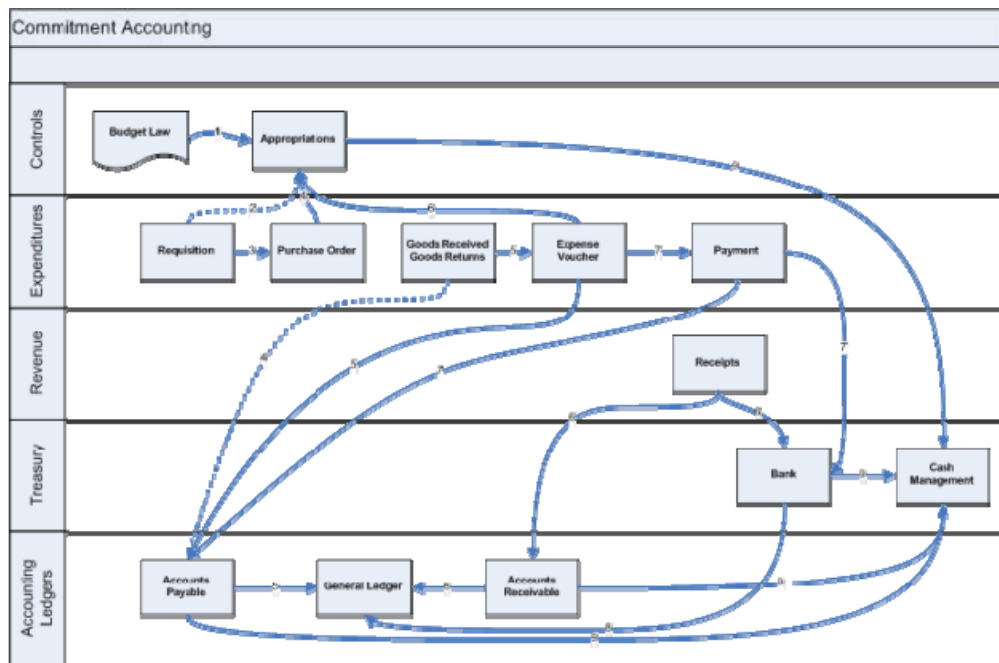 Commitment Accounting
Controls
Budget Law
1
Appropriations
9
Expenditures
2
6
Requisition
3
Purchase Order
Goods Received
Goods Returns
5
Expense
Voucher
7
Payment
Revenue
4
5
7
7
Receipts
Treasury
Bank
Cash
Management
Accounting
Ledgers
Accounts
Payable
General Ledger
Accounts
Receivable